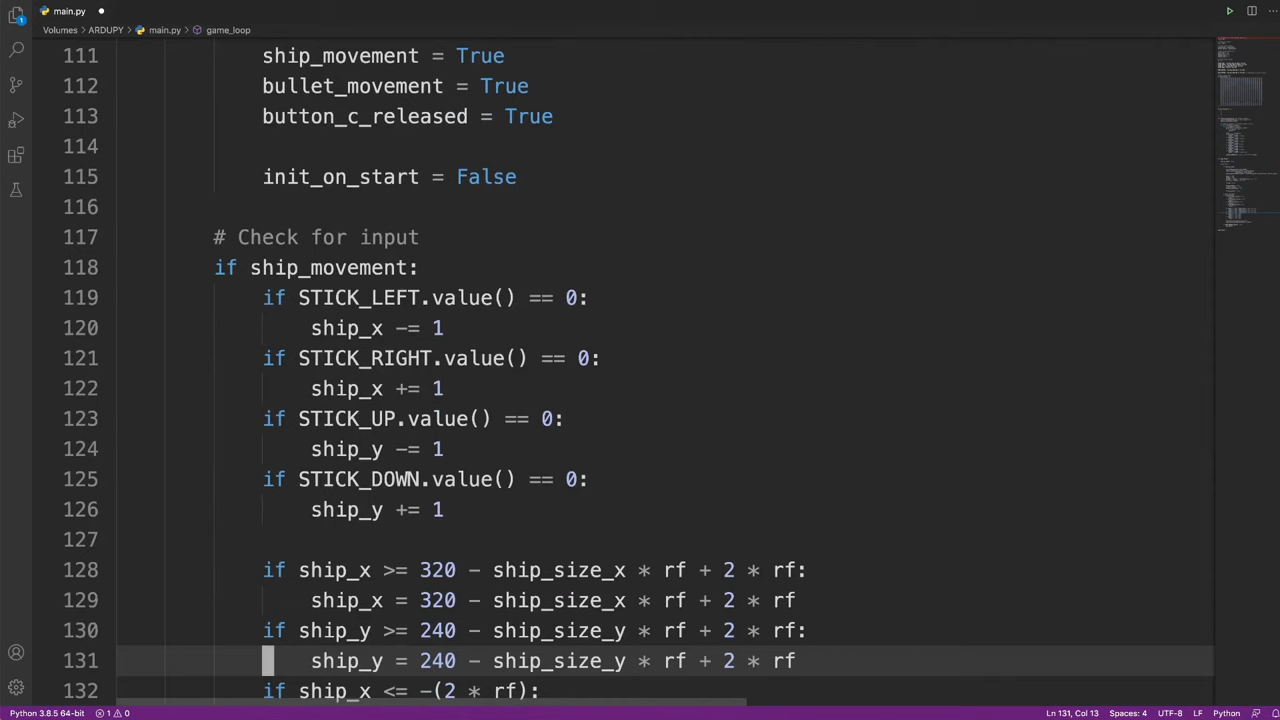 main.py
Volumes > ARDUPY > main.py > game_loop
111 ship_movement = True
112 bullet_movement = True
113 button_c_released = True
114
115 init_on_start = False
116
117 # Check for input
118 if ship_movement:
119 if STICK_LEFT.value() == 0:
120 ship_x -= 1
121 if STICK_RIGHT.value() == 0:
122 ship_x += 1
123 if STICK_UP.value() == 0:
124 ship_y -= 1
125 if STICK_DOWN.value() == 0:
126 ship_y += 1
127
128 if ship_x >= 320 - ship_size_x * rf + 2 * rf:
129 ship_x = 320 - ship_size_x * rf + 2 * rf
130 if ship_y >= 240 - ship_size_y * rf + 2 * rf:
131 ship_y = 240 - ship_size_y * rf + 2 * rf
132 if ship_x <= -(2 * rf):
Python 3.8.5 64-bit 1 0 Ln 131, Col 13 Spaces: 4 UTF-8 LF Python